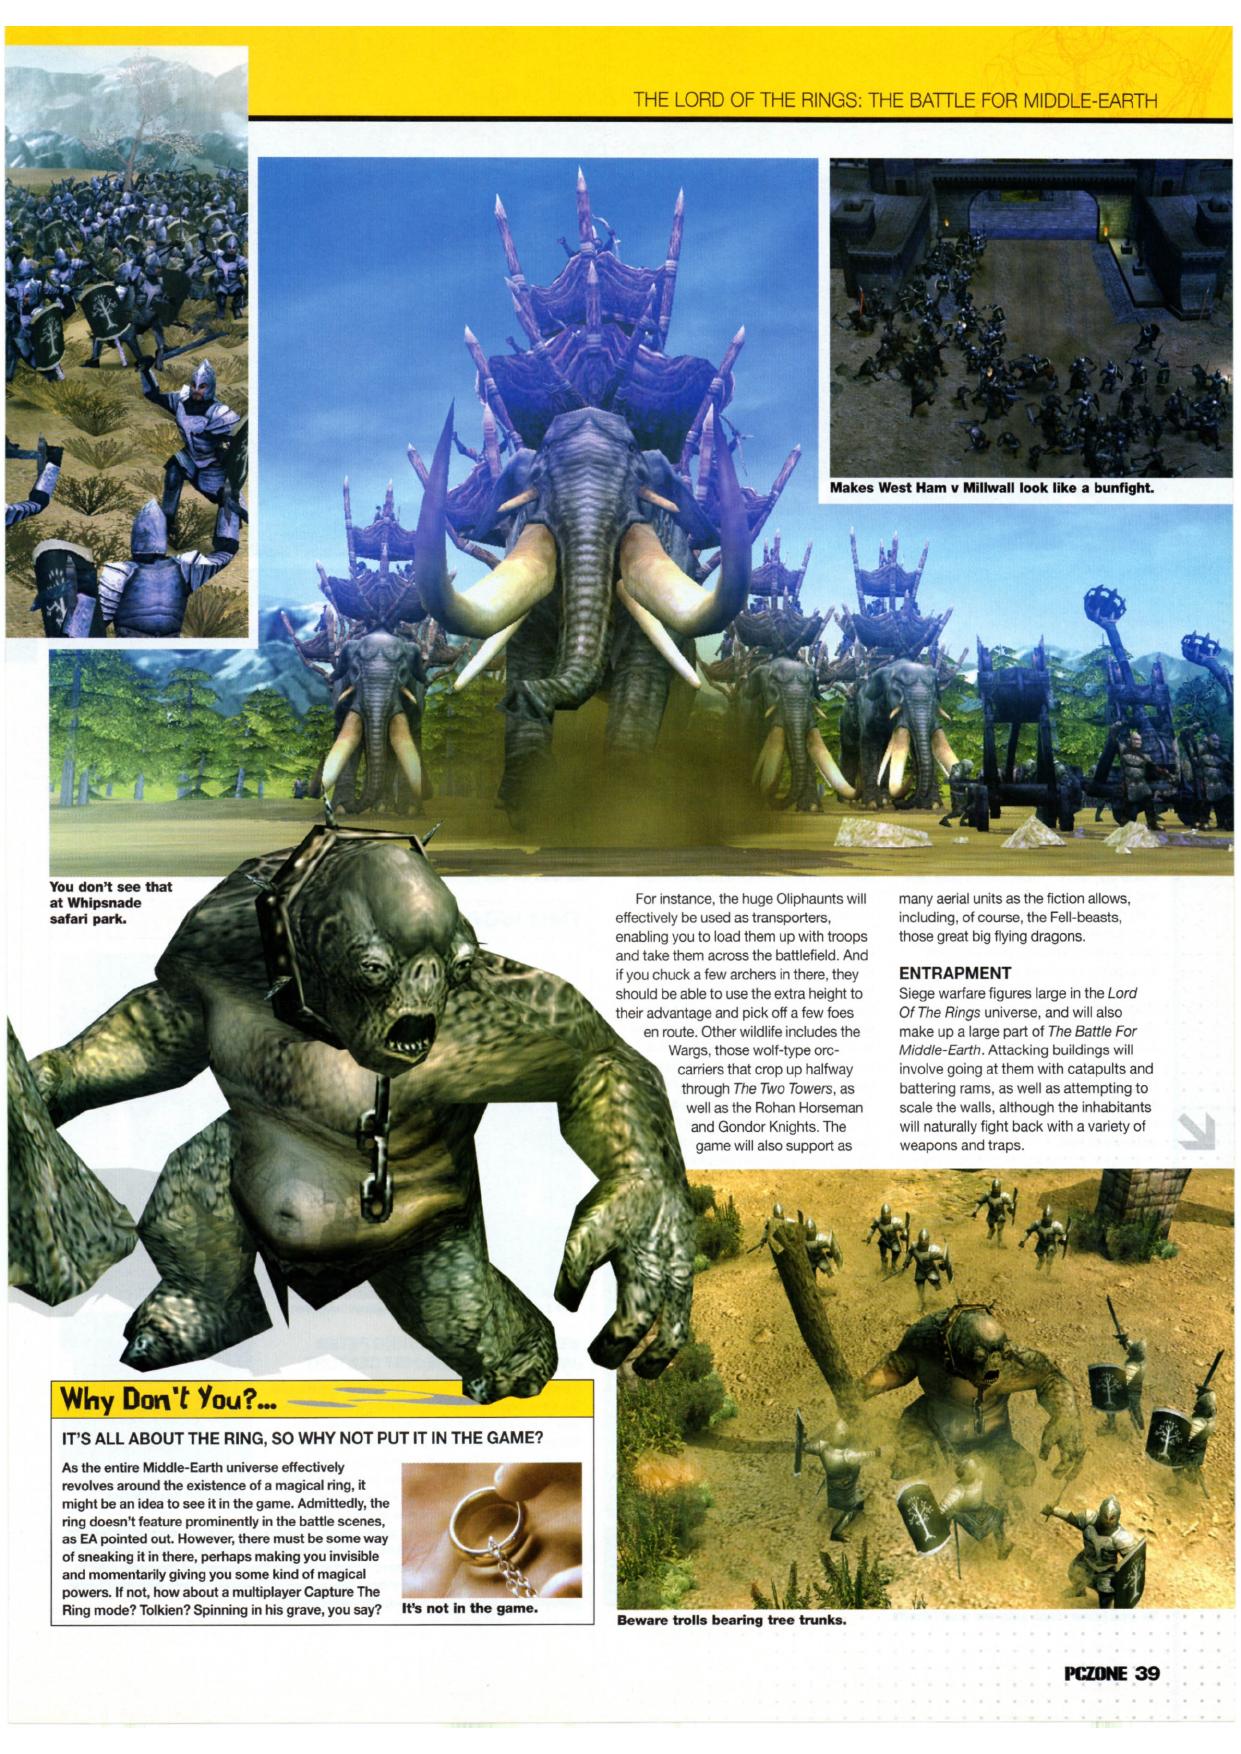 THE LORD OF THE RINGS: THE BATTLE FOR MIDDLE-EARTH
Makes West Ham v Millwall look like a bunfight.
You don't see that
at Whipsnade
safari park.
For instance, the huge Oliphaunts will
effectively be used as transporters,
enabling you to load them up with troops
and take them across the battlefield. And
if you chuck a few archers in there, they
should be able to use the extra height to
their advantage and pick off a few foes
en route. Other wildlife includes the
Wargs, those wolf-type orc-
carriers that crop up halfway
through The Two Towers, as
well as the Rohan Horseman
and Gondor Knights. The
game will also support as
many aerial units as the fiction allows,
including, of course, the Fell-beasts,
those great big flying dragons.
ENTRAPMENT
Siege warfare figures large in the Lord
Of The Rings universe, and will also
make up a large part of The Battle For
Middle-Earth. Attacking buildings will
involve going at them with catapults and
battering rams, as well as attempting to
scale the walls, although the inhabitants
will naturally fight back with a variety of
weapons and traps.
Why Don't You?...
IT'S ALL ABOUT THE RING, SO WHY NOT PUT IT IN THE GAME?
As the entire Middle-Earth universe effectively
revolves around the existence of a magical ring, it
might be an idea to see it in the game. Admittedly, the
ring doesn't feature prominently in the battle scenes,
as EA pointed out. However, there must be some way
of sneaking it in there, perhaps making you invisible
and momentarily giving you some kind of magical
powers. If not, how about a multiplayer Capture The
Ring mode? Tolkien? Spinning in his grave, you say?
It's not in the game.
Beware trolls bearing tree trunks.
PCZONE 39